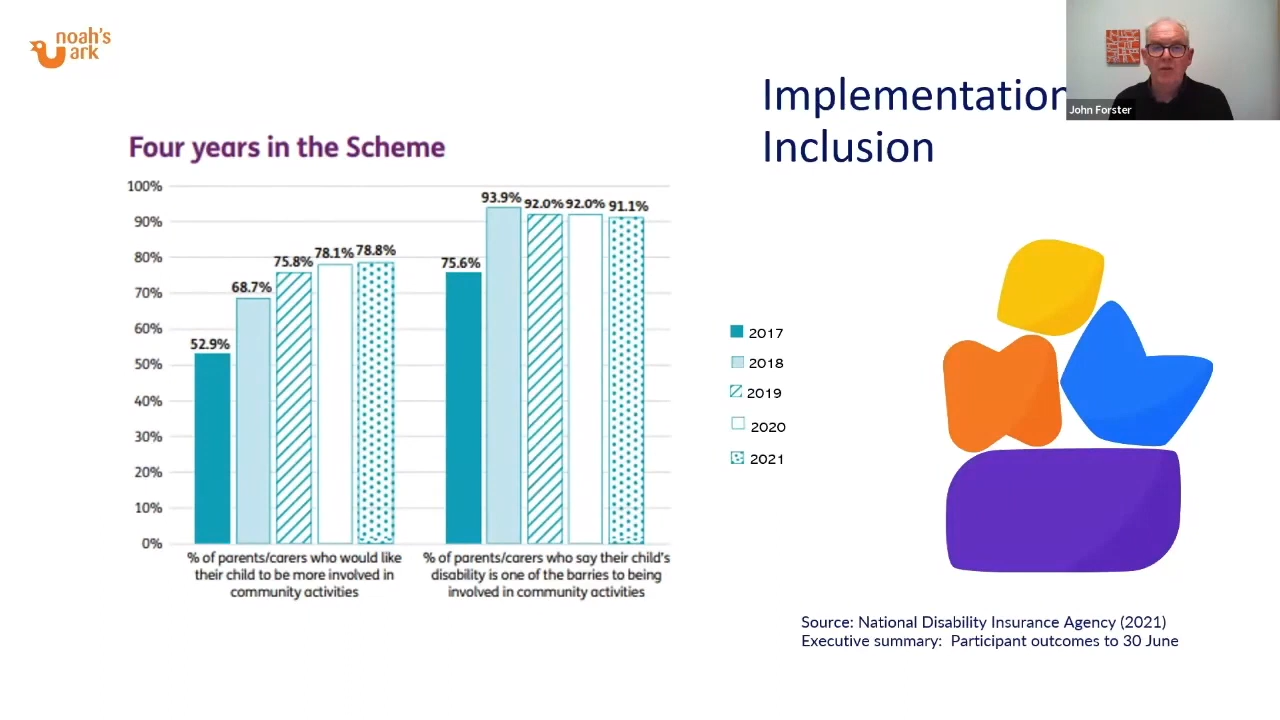 noah's
ark
John Forster
Implementation
Inclusion
Four years in the Scheme
100%
90%
80%
70%
60%
50%
40%
30%
20%
10%
0%
52.9%
68.7%
75.8%
78.1%
78.8%
75.6%
93.9%
92.0%
92.0%
91.1%
% of parents/carers who would like
their child to be more involved in
community activities
% of parents/carers who say their child's
disability is one of the barries to being
involved in community activities
2017
2018
2019
2020
2021
Source: National Disability Insurance Agency (2021)
Executive summary: Participant outcomes to 30 June